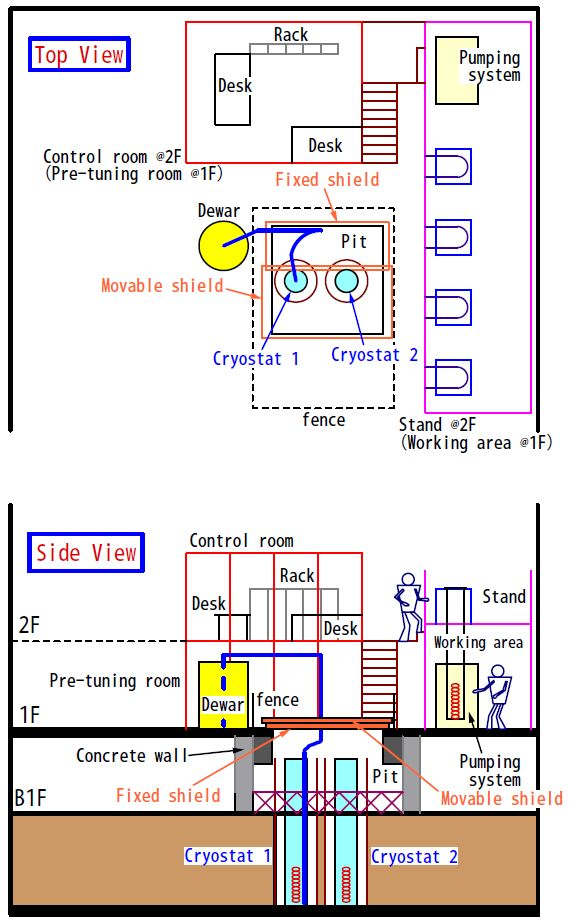 Top View
Rack
Desk
Pumping
system
Desk
Control room @2F
(Pre-tuning room @1F)
Fixed shield
Dewar
Pit
Movable shield
Cryostat 1
Cryostat 2
fence
Stand @2F
(Working area @1F)
Side View
Control room
Rack
Desk
Desk
Stand
2F
Working area
Pre-tuning room
Dewar
fence
1F
Concrete wall
Pit
Pumping
system
B1F
Fixed shield
Movable shield
Cryostat 1
Cryostat 2